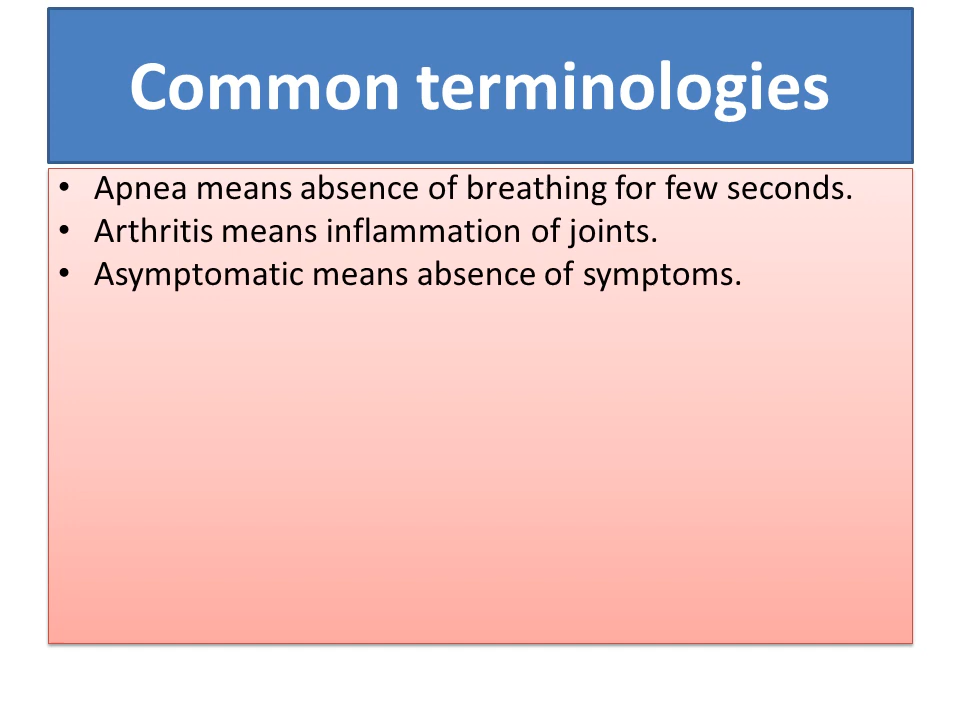 Common terminologies
• Apnea means absence of breathing for few seconds.
• Arthritis means inflammation of joints.
• Asymptomatic means absence of symptoms.